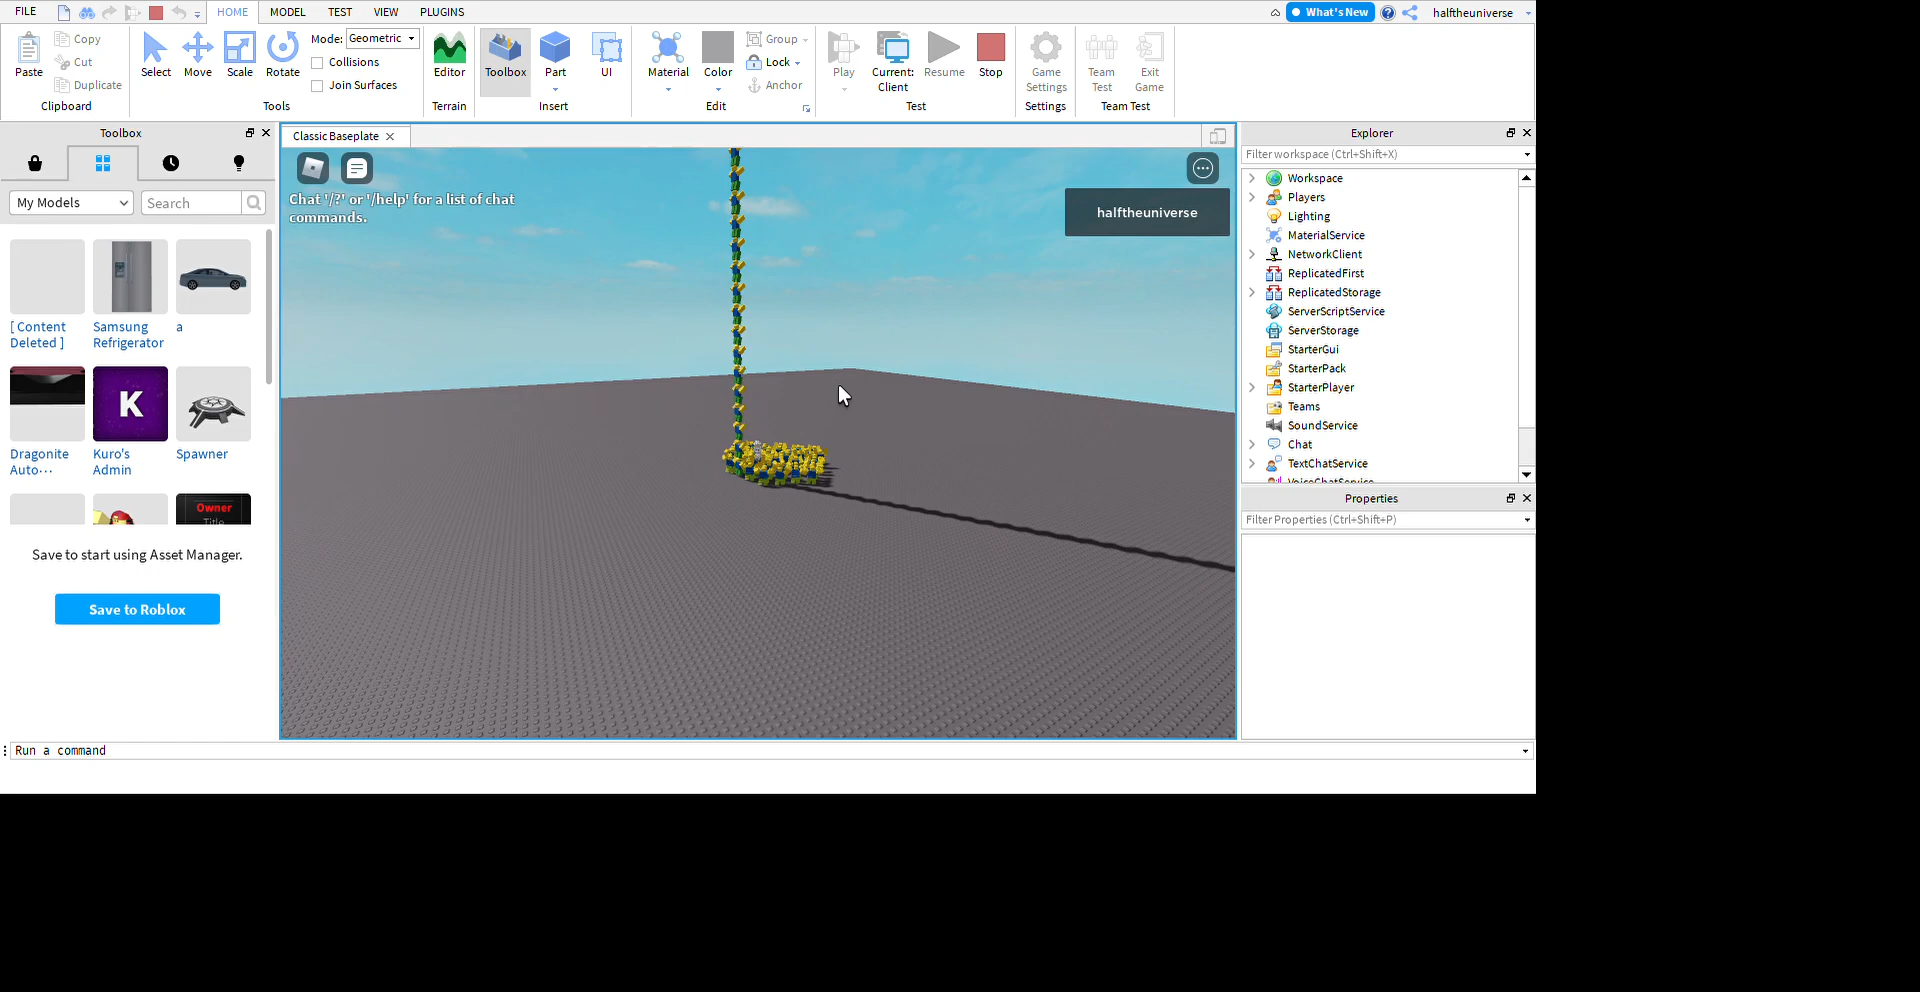 FILE
HOME
MODEL
TEST
VIEW
PLUGINS
What's New
halftheuniverse
Paste
Copy
Cut
Duplicate
Clipboard
Select
Move
Scale
Rotate
Mode: Geometric
Collisions
Join Surfaces
Tools
Editor
Terrain
Toolbox
Part
UI
Insert
Material
Color
Group
Lock
Anchor
Edit
Play
Current:
Client
Resume
Stop
Test
Game
Settings
Settings
Team
Test
Exit
Game
Team Test
Toolbox
My Models
Search
[ Content
Deleted ]
Samsung
Refrigerator
a
Dragonite
Auto···
K
Kuro's
Admin
Spawner
Owner
Title
Save to start using Asset Manager.
Save to Roblox
Classic Baseplate
Chat '/?' or '/help' for a list of chat
commands.
halftheuniverse
Explorer
Filter workspace (Ctrl+Shift+X)
Workspace
Players
Lighting
MaterialService
NetworkClient
ReplicatedFirst
ReplicatedStorage
ServerScriptService
ServerStorage
StarterGui
StarterPack
StarterPlayer
Teams
SoundService
Chat
TextChatService
VoiceChatService
Properties
Filter Properties (Ctrl+Shift+P)
Run a command